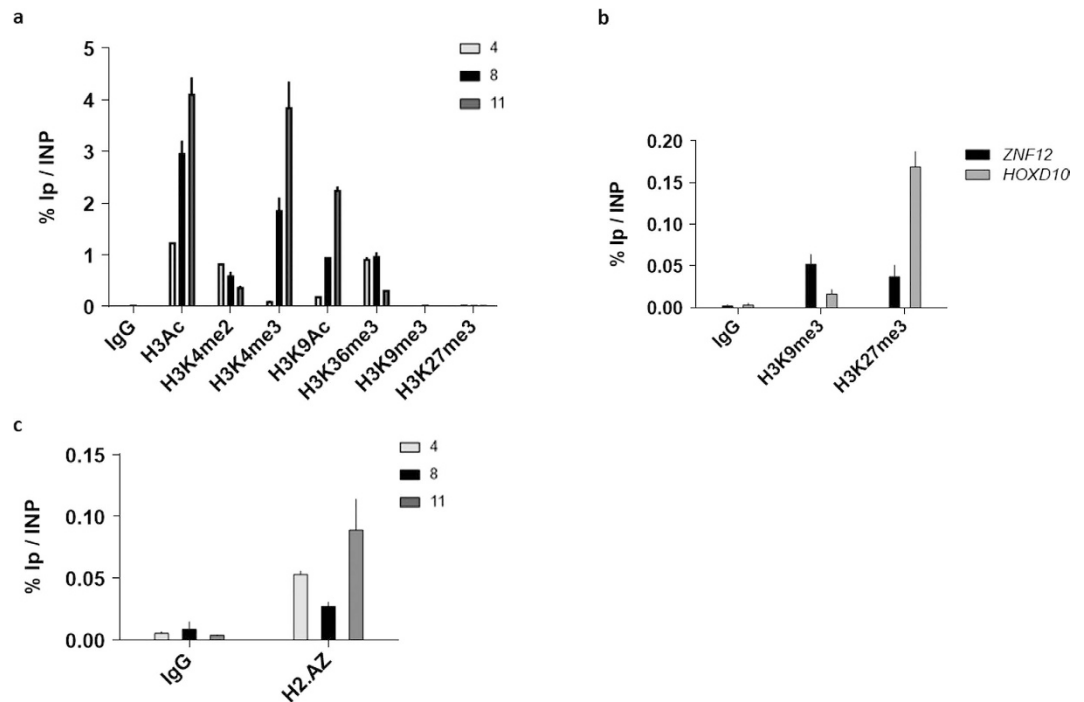 a
5
4
3
2
1
0
% Ip / INP
4
8
11
IgG
H3Ac
H3K4me2
H3K4me3
H3K9Ac
H3K36me3
H3K9me3
H3K27me3
b
0.20
0.15
0.10
0.05
0.00
% Ip / INP
ZNF12
HOXD10
IgG
H3K9me3
H3K27me3
c
0.15
0.10
0.05
0.00
% Ip / INP
4
8
11
IgG
H2.AZ